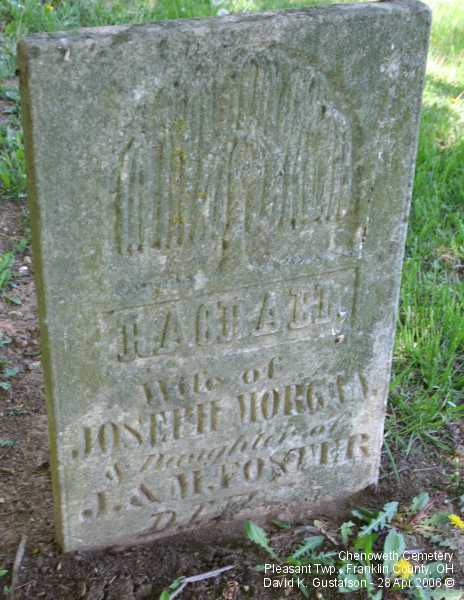 RACHAEL
Wife of
JOSEPH MORGAN,
& Daughter of
J. & M. FOSTER
Chenoweth Cemetery
Pleasant Twp., Franklin County, OH
David K. Gustafson - 28 Apr 2006